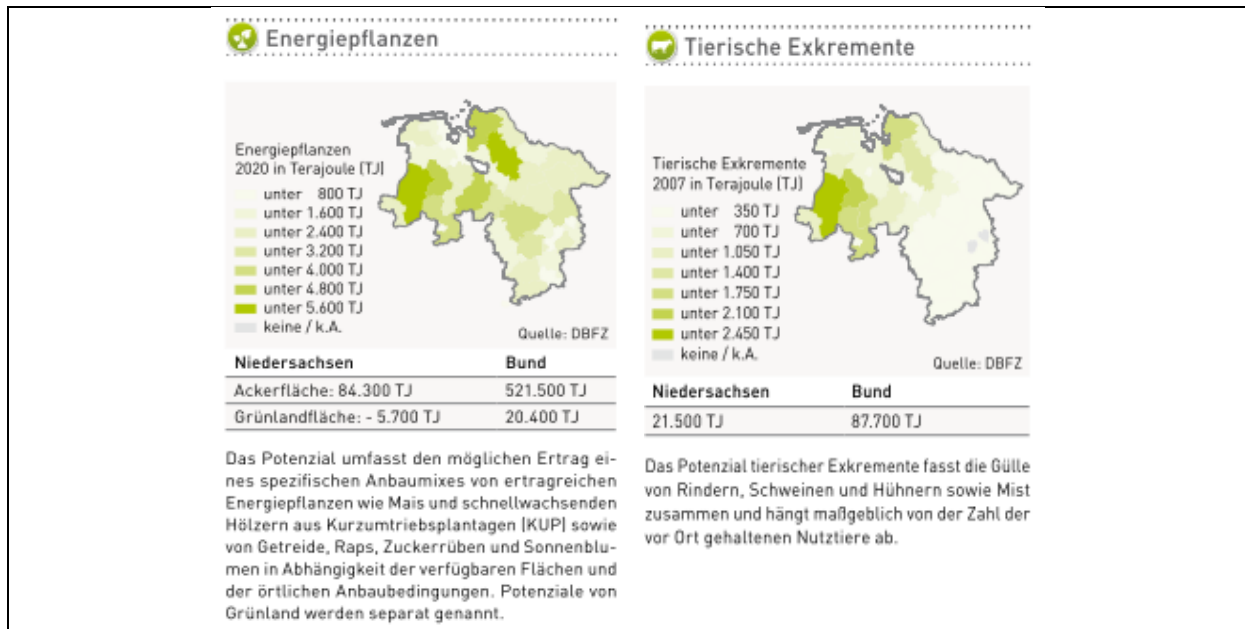 Energiepflanzen
Energiepflanzen
2020 in Terajoule (TJ)
unter 800 TJ
unter 1.600 TJ
unter 2.400 TJ
unter 3.200 TJ
unter 4.000 TJ
unter 4.800 TJ
unter 5.600 TJ
keine / k.A.
Quelle: DBFZ
Niedersachsen Bund
Ackerfläche: 84.300 TJ 521.500 TJ
Grünlandfläche: - 5.700 TJ 20.400 TJ
Das Potenzial umfasst den möglichen Ertrag ei-
nes spezifischen Anbaumixes von ertragreichen
Energiepflanzen wie Mais und schnellwachsenden
Hölzern aus Kurzumtriebsplantagen (KUP) sowie
von Getreide, Raps, Zuckerrüben und Sonnenblu-
men in Abhängigkeit der verfügbaren Flächen und
der örtlichen Anbaubedingungen. Potenziale von
Grünland werden separat genannt.
Tierische Exkremente
Tierische Exkremente
2007 in Terajoule (TJ)
unter 350 TJ
unter 700 TJ
unter 1.050 TJ
unter 1.400 TJ
unter 1.750 TJ
unter 2.100 TJ
unter 2.450 TJ
keine / k.A.
Quelle: DBFZ
Niedersachsen Bund
21.500 TJ 87.700 TJ
Das Potenzial tierischer Exkremente fasst die Gülle
von Rindern, Schweinen und Hühnern sowie Mist
zusammen und hängt maßgeblich von der Zahl der
vor Ort gehaltenen Nutztiere ab.